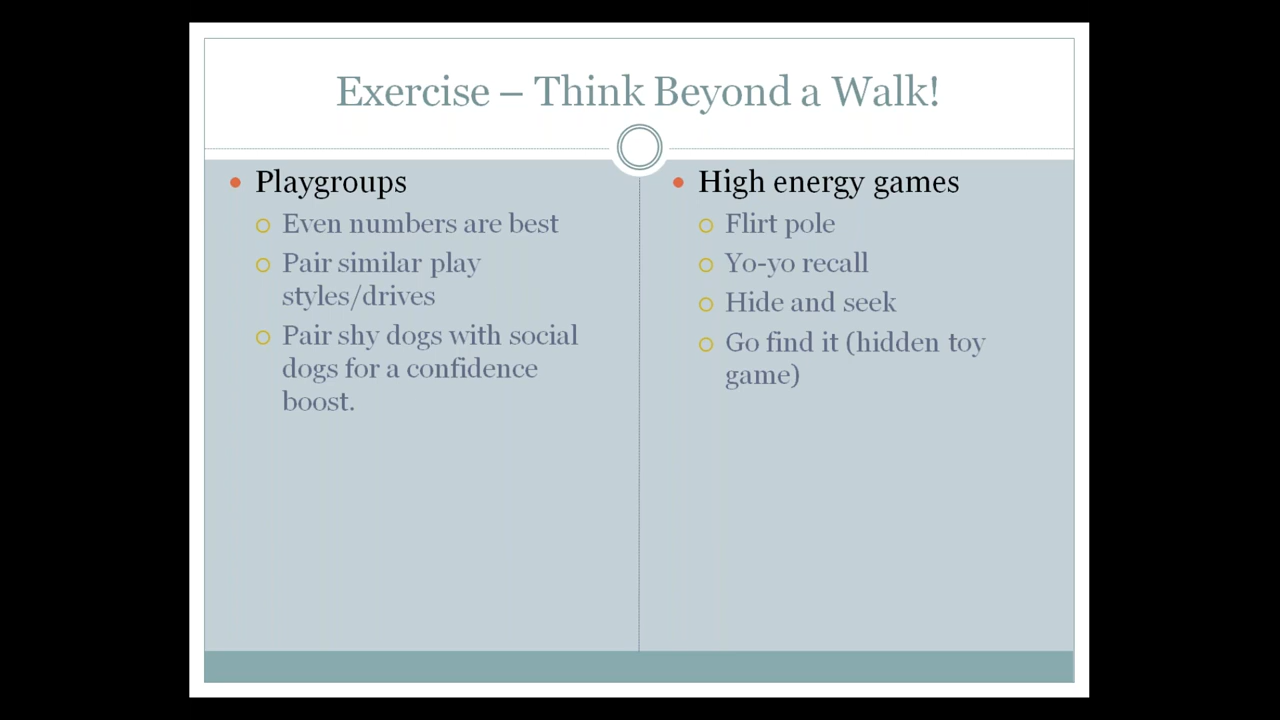 Exercise – Think Beyond a Walk!
Playgroups
Even numbers are best
Pair similar play
styles/drives
Pair shy dogs with social
dogs for a confidence
boost.
High energy games
Flirt pole
Yo-yo recall
Hide and seek
Go find it (hidden toy
game)